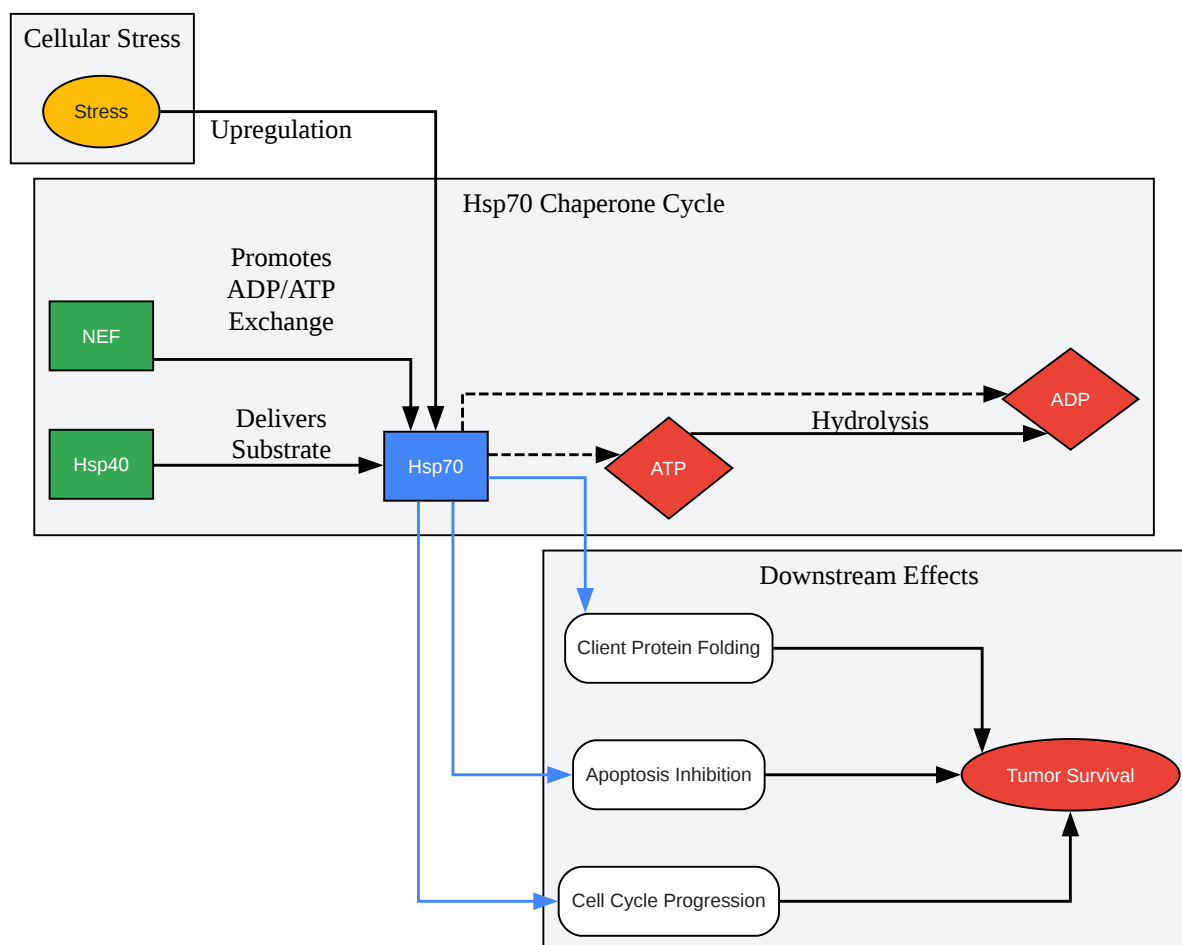 Cellular Stress
Stress
Upregulation
Hsp70 Chaperone Cycle
Promotes
ADP/ATP
Exchange
NEF
Delivers
Substrate
Hsp40
Hsp70
ATP
Hydrolysis
ADP
Downstream Effects
Client Protein Folding
Apoptosis Inhibition
Tumor Survival
Cell Cycle Progression